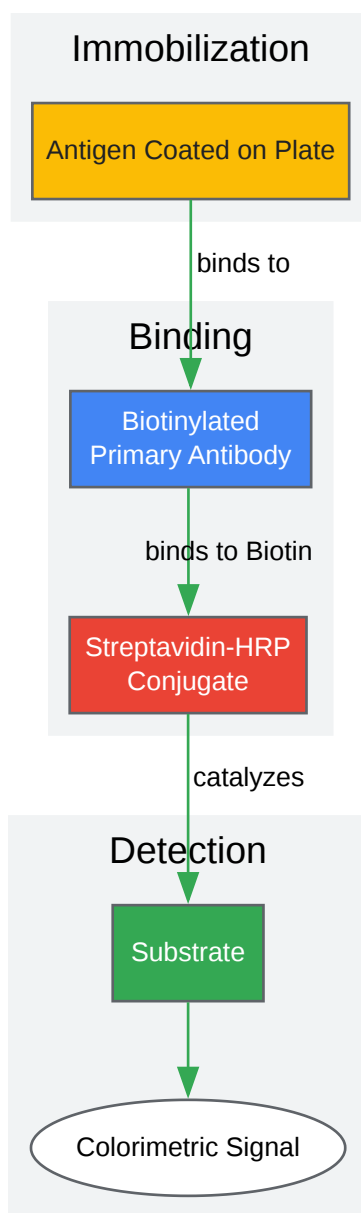 Immobilization
Antigen Coated on Plate
binds to
Binding
Biotinylated
Primary Antibody
binds to Biotin
Streptavidin-HRP
Conjugate
catalyzes
Detection
Substrate
Colorimetric Signal